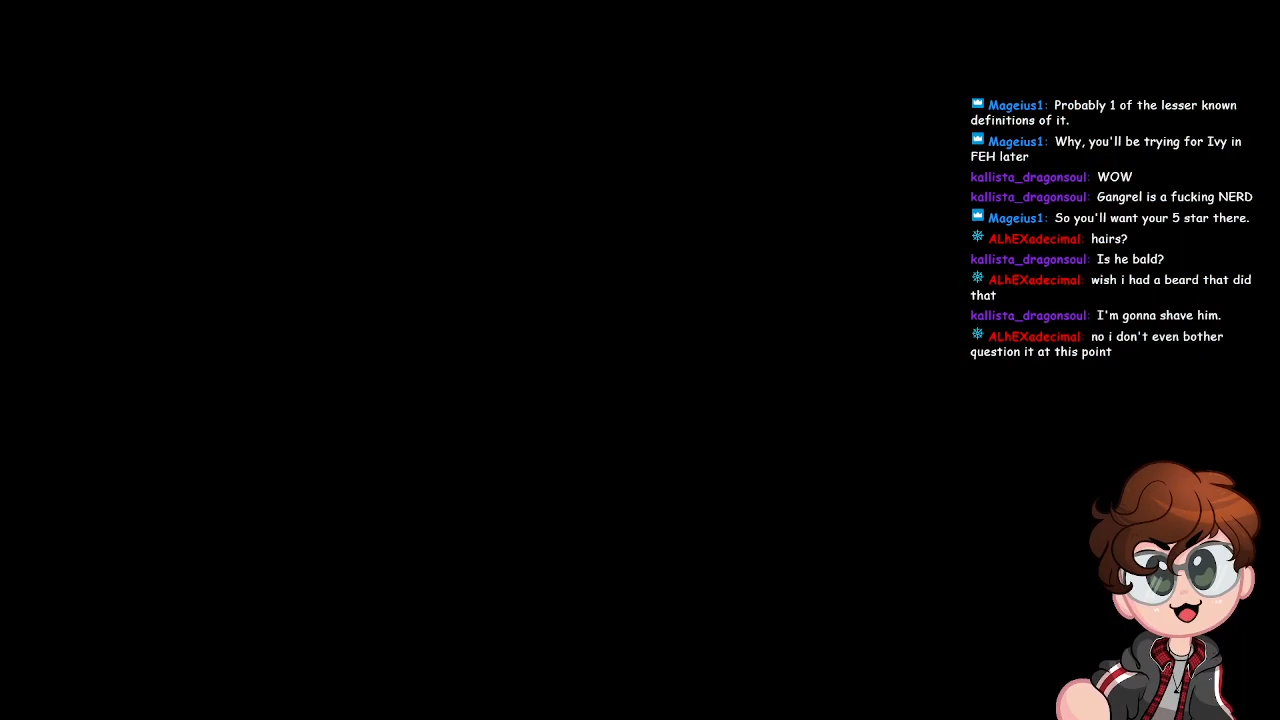 Mageius1: Probably 1 of the lesser known
definitions of it.
Mageius1: Why, you'll be trying for Ivy in
FEH later
kallista_dragonsoul: WOW
kallista_dragonsoul: Gangrel is a fucking NERD
Mageius1: So you'll want your 5 star there.
ALhEXadecimal: hairs?
kallista_dragonsoul: Is he bald?
ALhEXadecimal: wish i had a beard that did
that
kallista_dragonsoul: I'm gonna shave him.
ALhEXadecimal: no i don't even bother
question it at this point